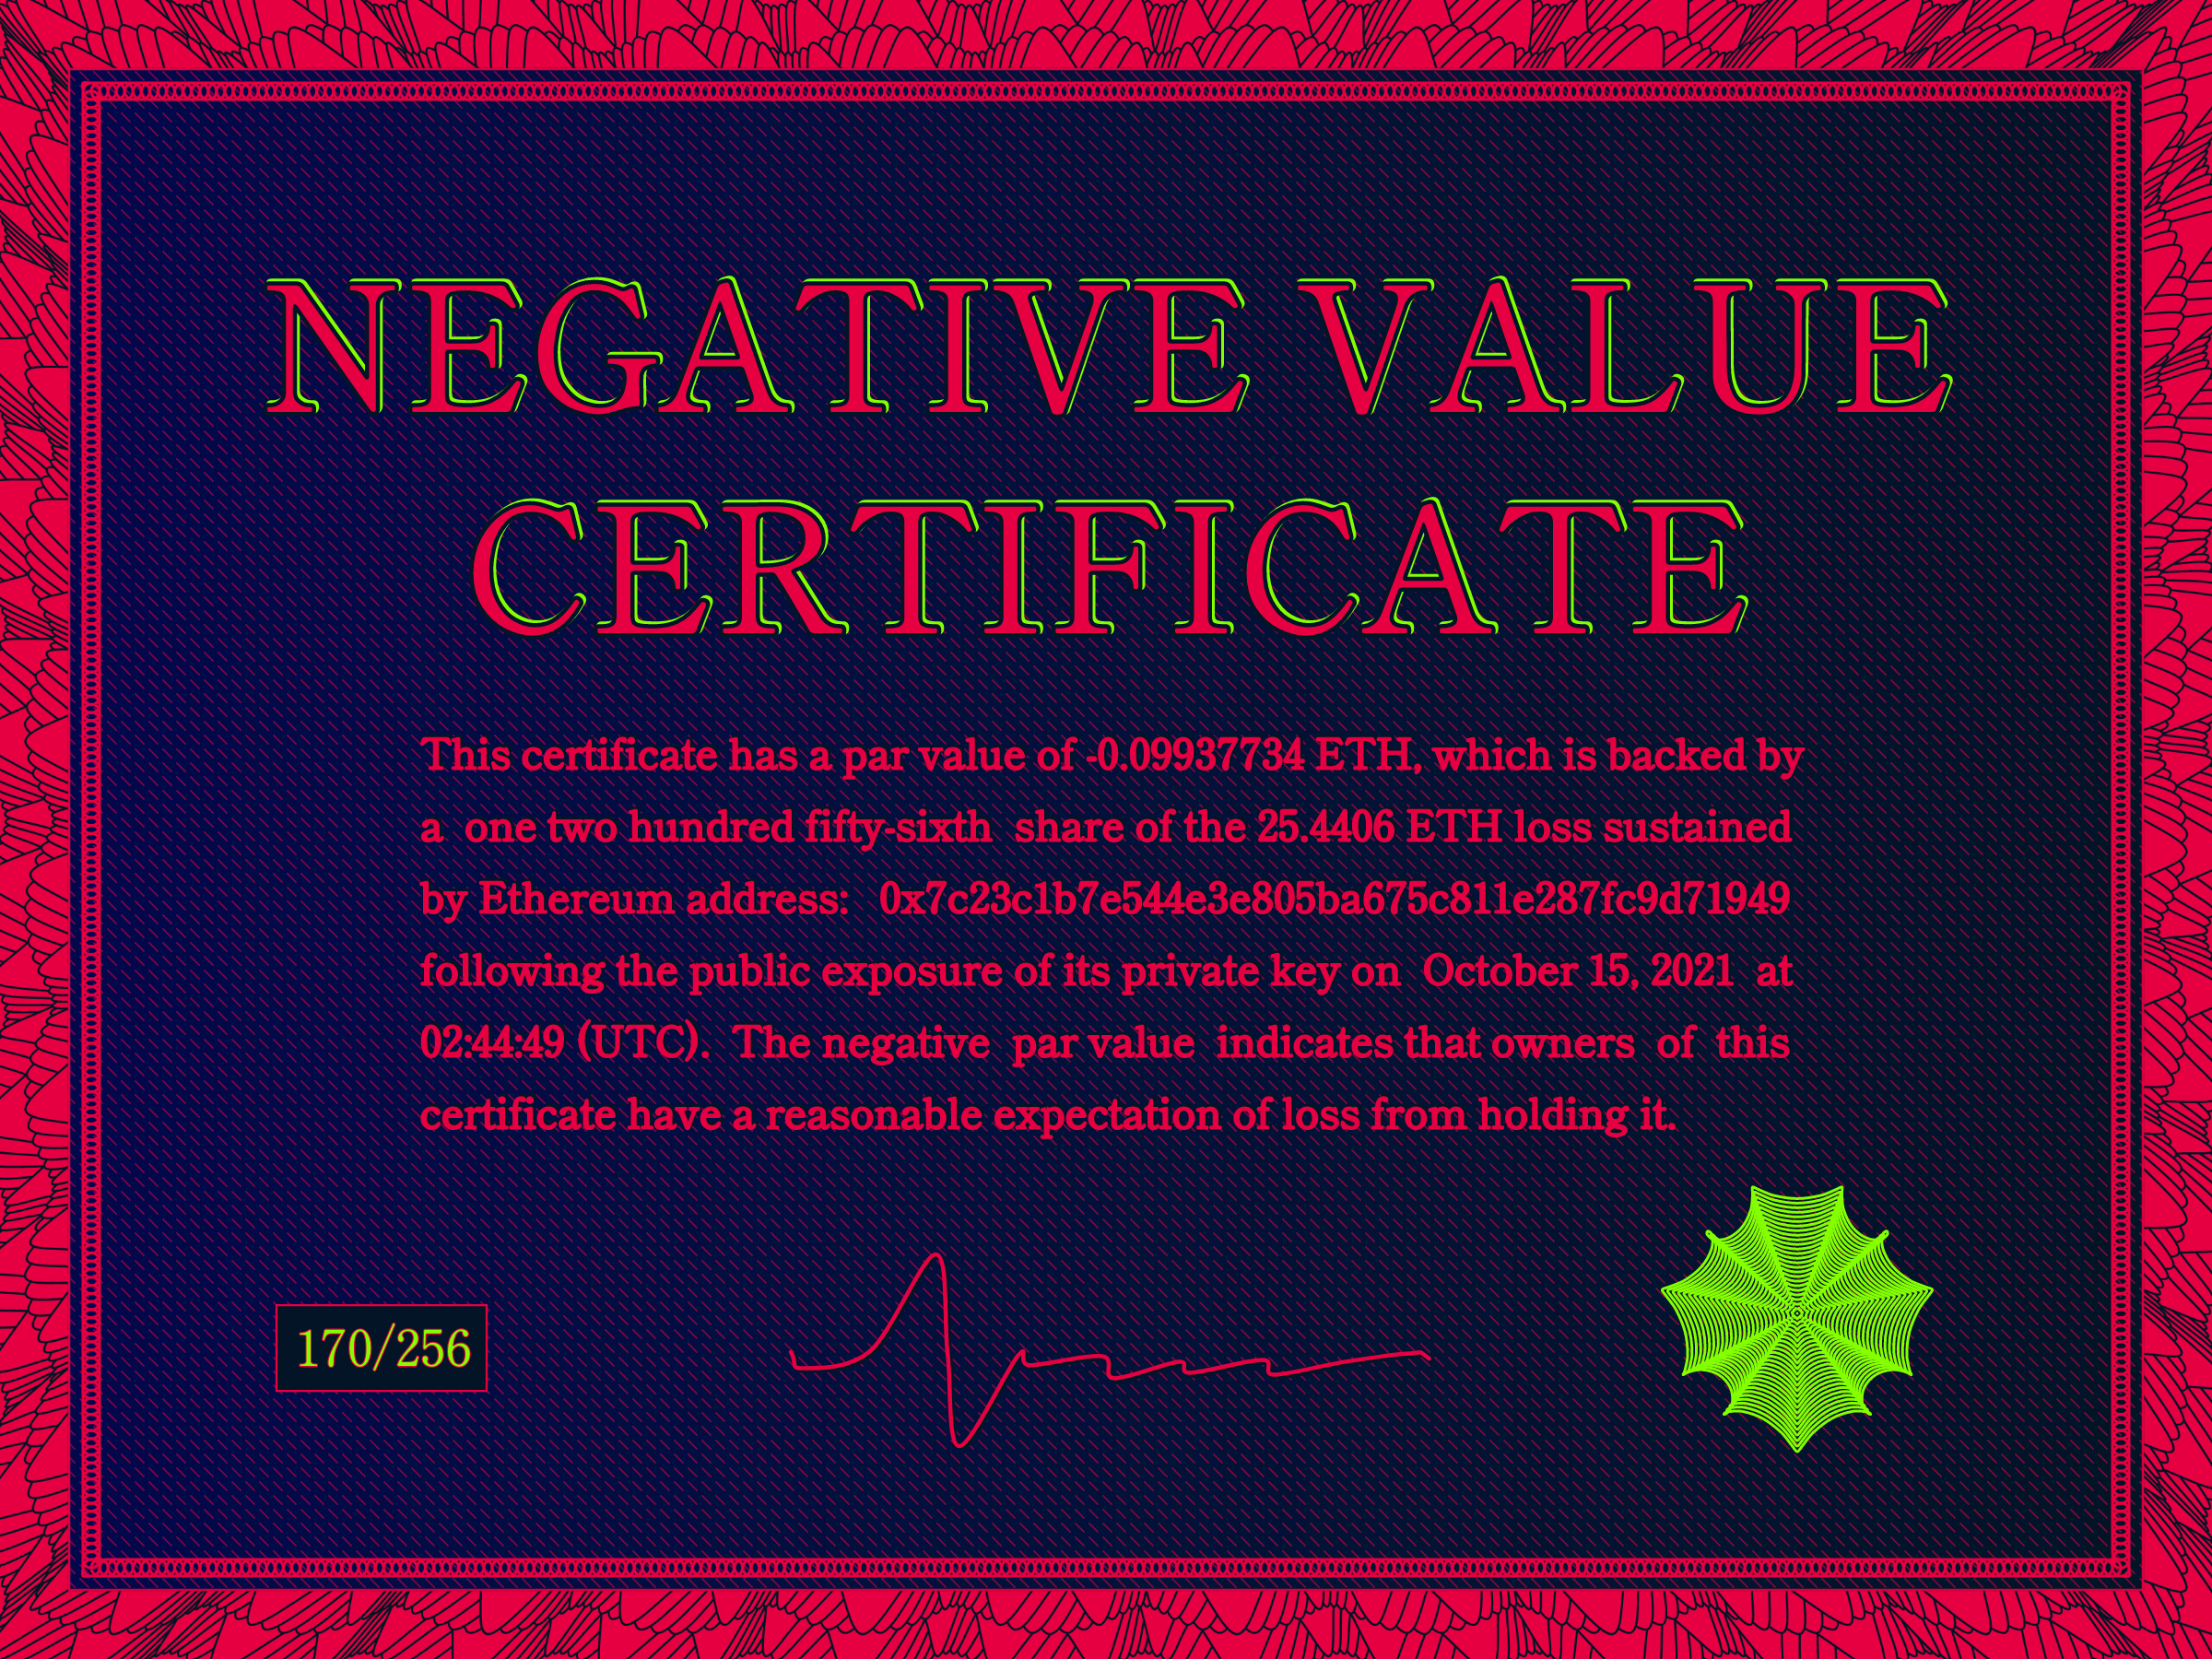 NEGATIVE VALUE
CERTIFICATE
This certificate has a par value of -0.09937734 ETH, which is backed by
a one two hundred fifty-sixth share of the 25.4406 ETH loss sustained
by Ethereum address: 0x7c23c1b7e544e3e805ba675c811e287fc9d71949
following the public exposure of its private key on October 15, 2021 at
02:44:49 (UTC). The negative par value indicates that owners of this
certificate have a reasonable expectation of loss from holding it.
170/256